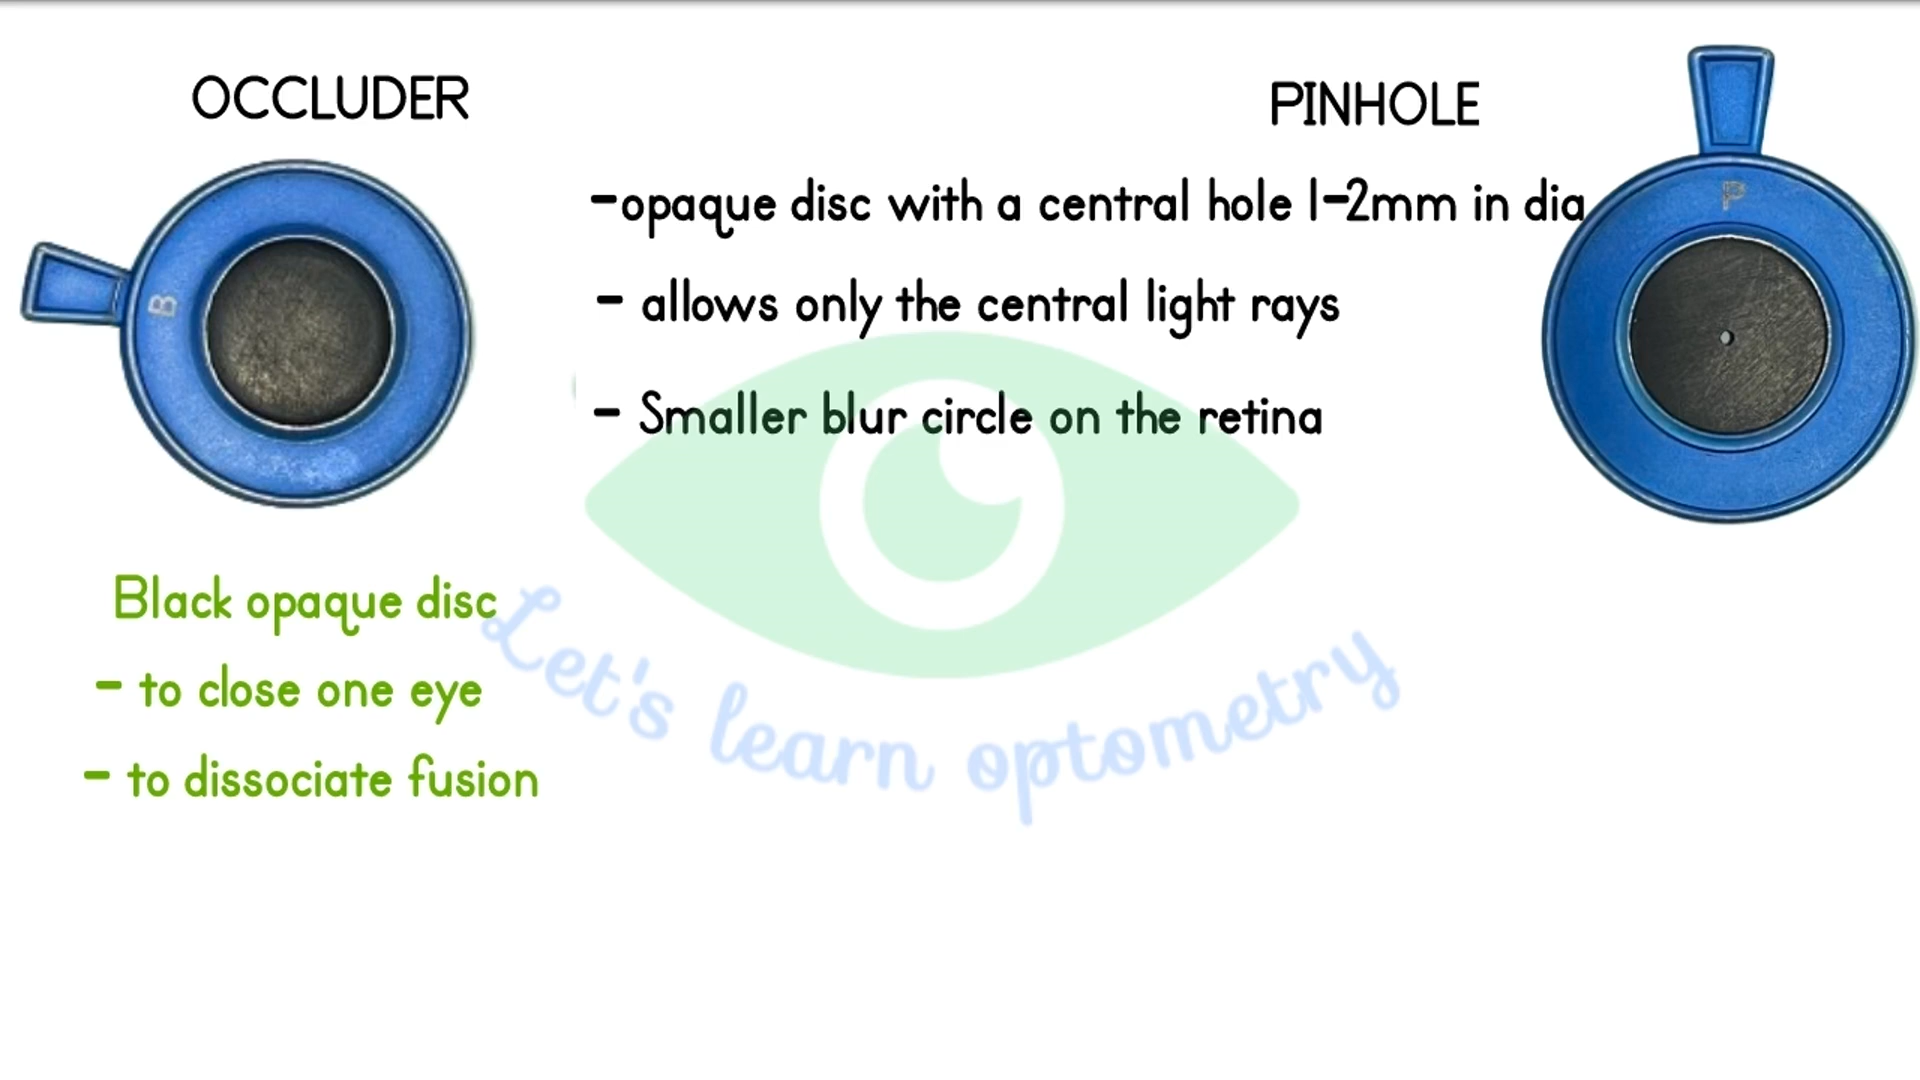 OCCLUDER
B
Black opaque disc
- to close one eye
- to dissociate fusion
PINHOLE
P
-opaque disc with a central hole 1-2mm in dia
- allows only the central light rays
- Smaller blur circle on the retina
Let's learn optometry